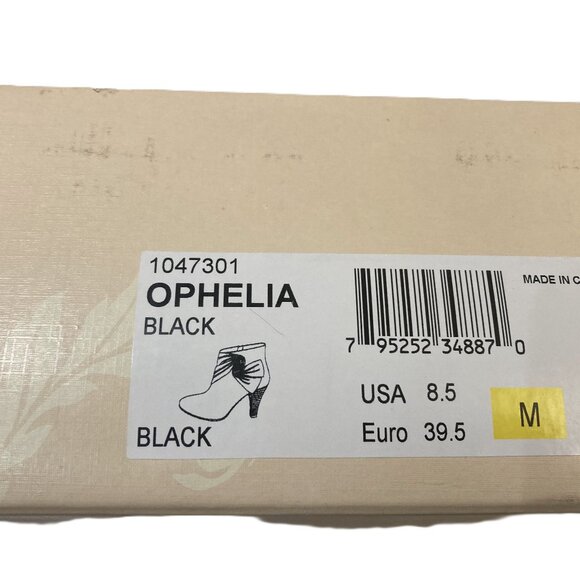 1047301
OPHELIA
BLACK
BLACK
7 95252 34887 0
MADE IN C
USA 8.5
Euro 39.5
M